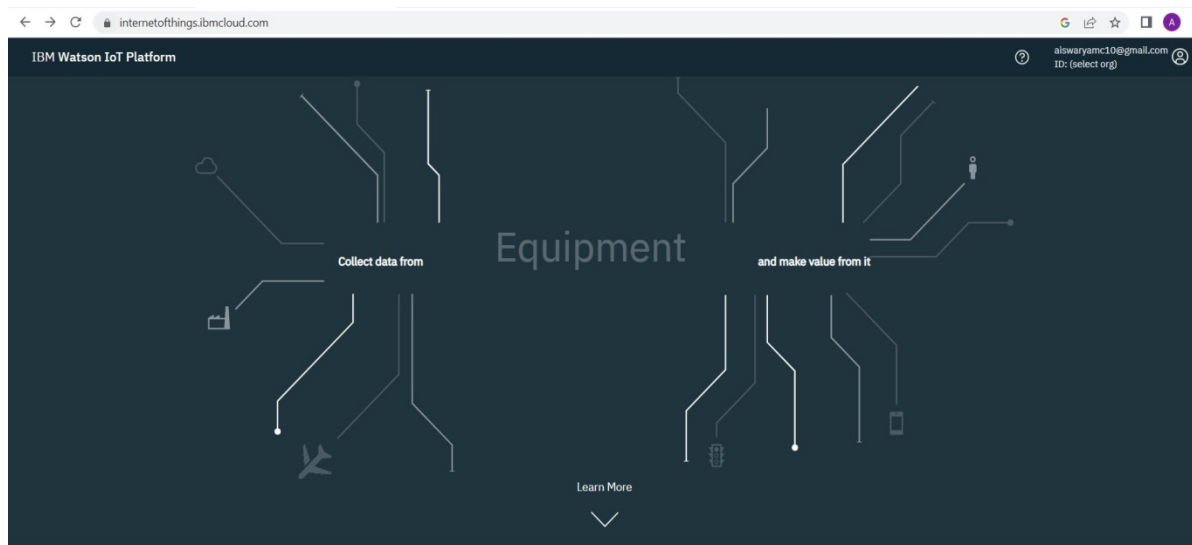 internetofthings.ibmcloud.com
A
IBM Watson IoT Platform
aiswaryamc10@gmail.com
ID: (select org)
Collect data from
Equipment
and make value from it
Learn More